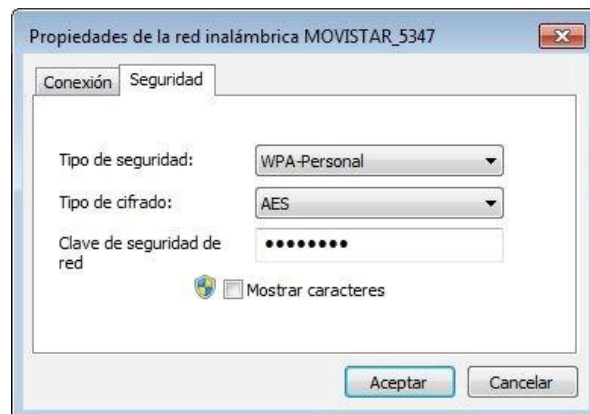 Propiedades de la red inalámbrica MOVISTAR_5347
Conexión Seguridad
Tipo de seguridad: WPA-Personal
Tipo de cifrado: AES
Clave de seguridad de ●●●●●●●●
red
Mostrar caracteres
Aceptar Cancelar